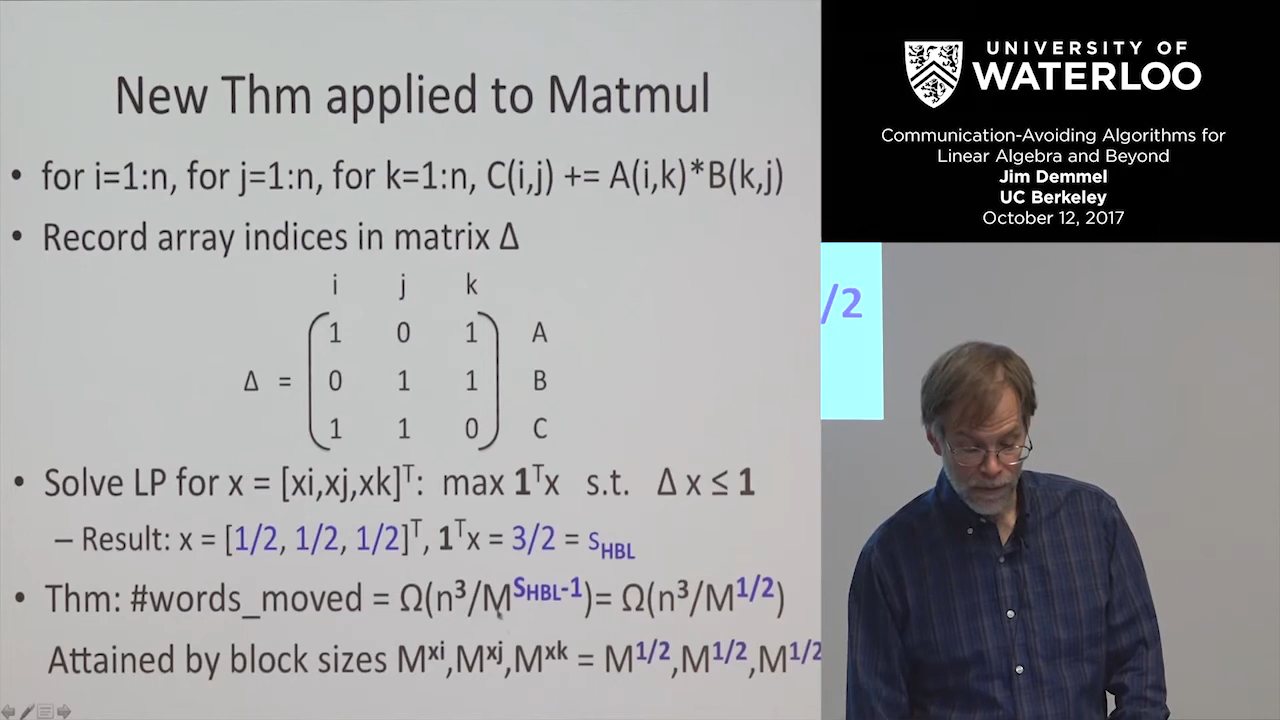 New Thm applied to Matmul
• for i=1:n, for j=1:n, for k=1:n, C(i,j) += A(i,k)*B(k,j)
• Record array indices in matrix Δ
i j k
1 0 1 A
Δ = 0 1 1 B
1 1 0 C
• Solve LP for x = [xi,xj,xk]ᵀ: max 1ᵀx s.t. Δ x ≤ 1
– Result: x = [1/2, 1/2, 1/2]ᵀ, 1ᵀx = 3/2 = s_HBL
• Thm: #words_moved = Ω(n³/M^(S_HBL-1))= Ω(n³/M^1/2)
Attained by block sizes M^xi,M^xj,M^xk = M^1/2,M^1/2,M^1/2
UNIVERSITY OF
WATERLOO
Communication-Avoiding Algorithms for
Linear Algebra and Beyond
Jim Demmel
UC Berkeley
October 12, 2017
/2